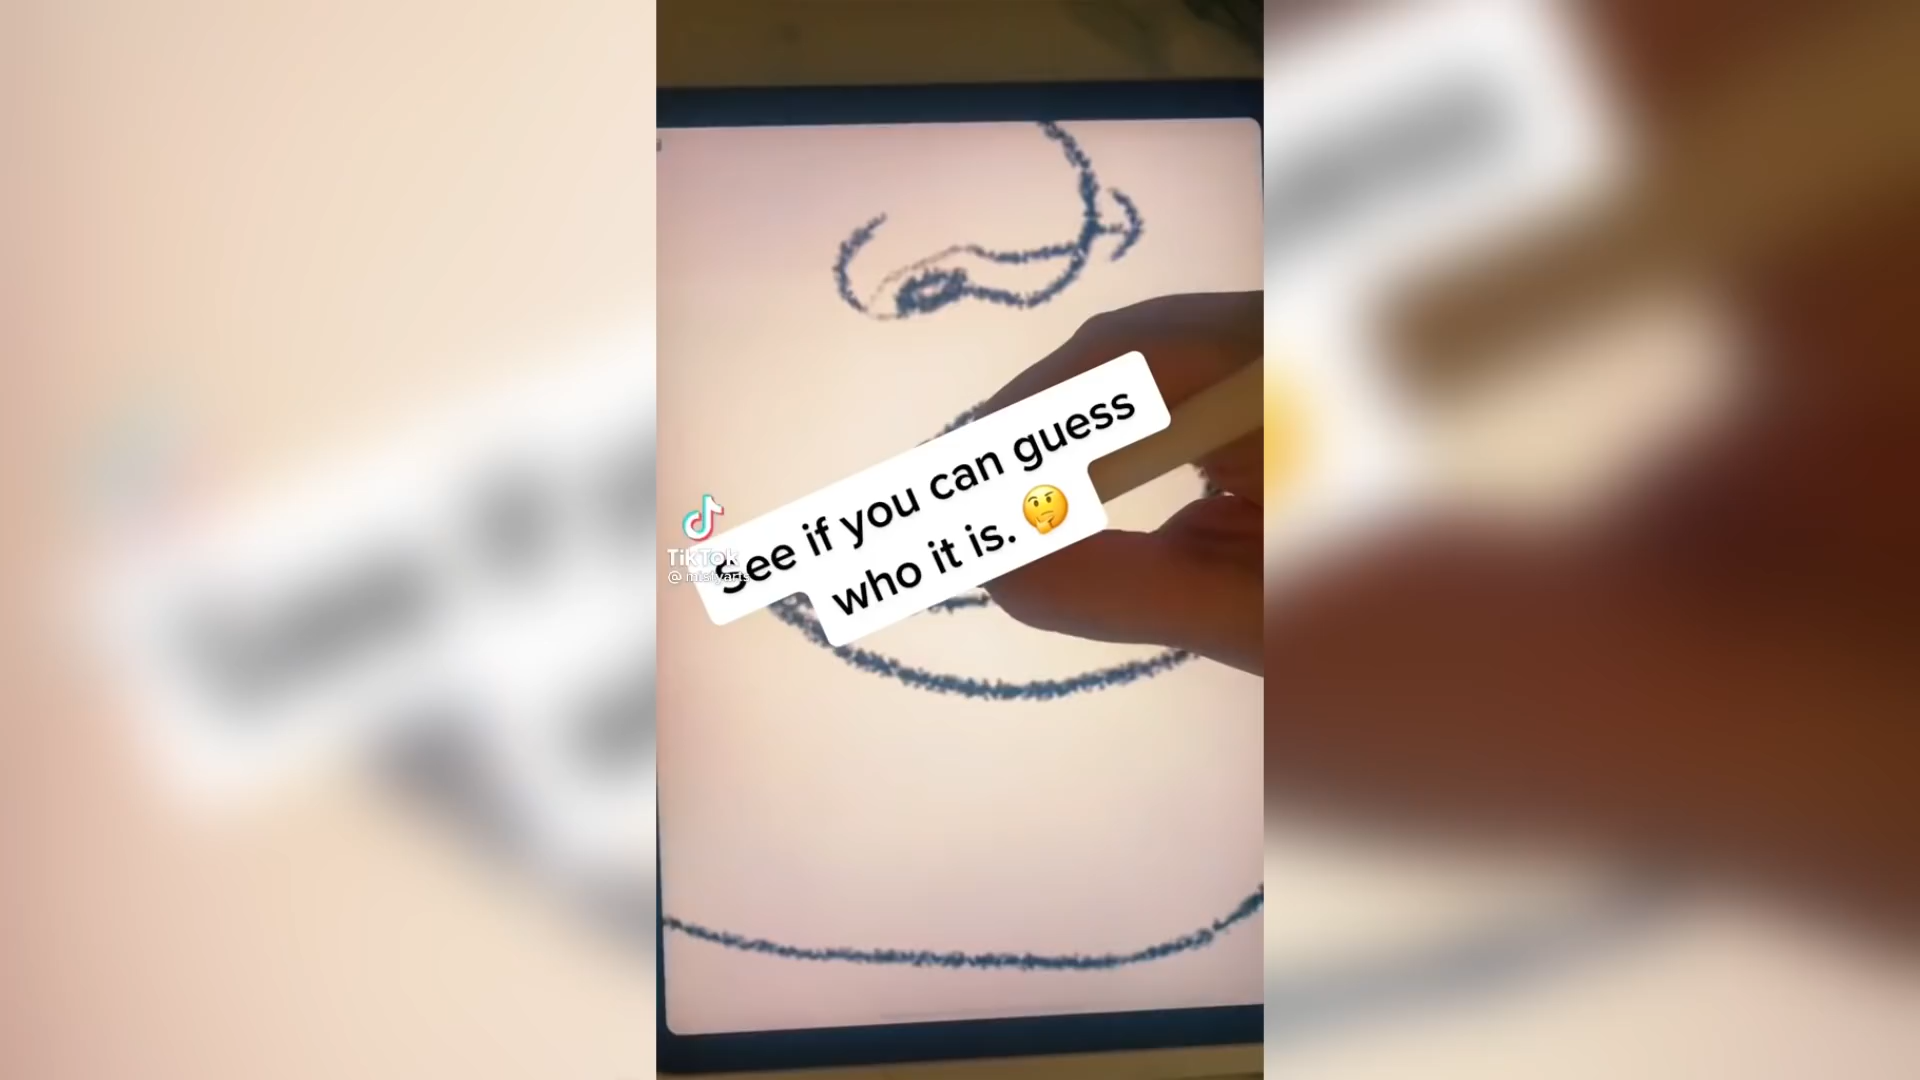 See if you can guess
who it is. 🤔
TikTok